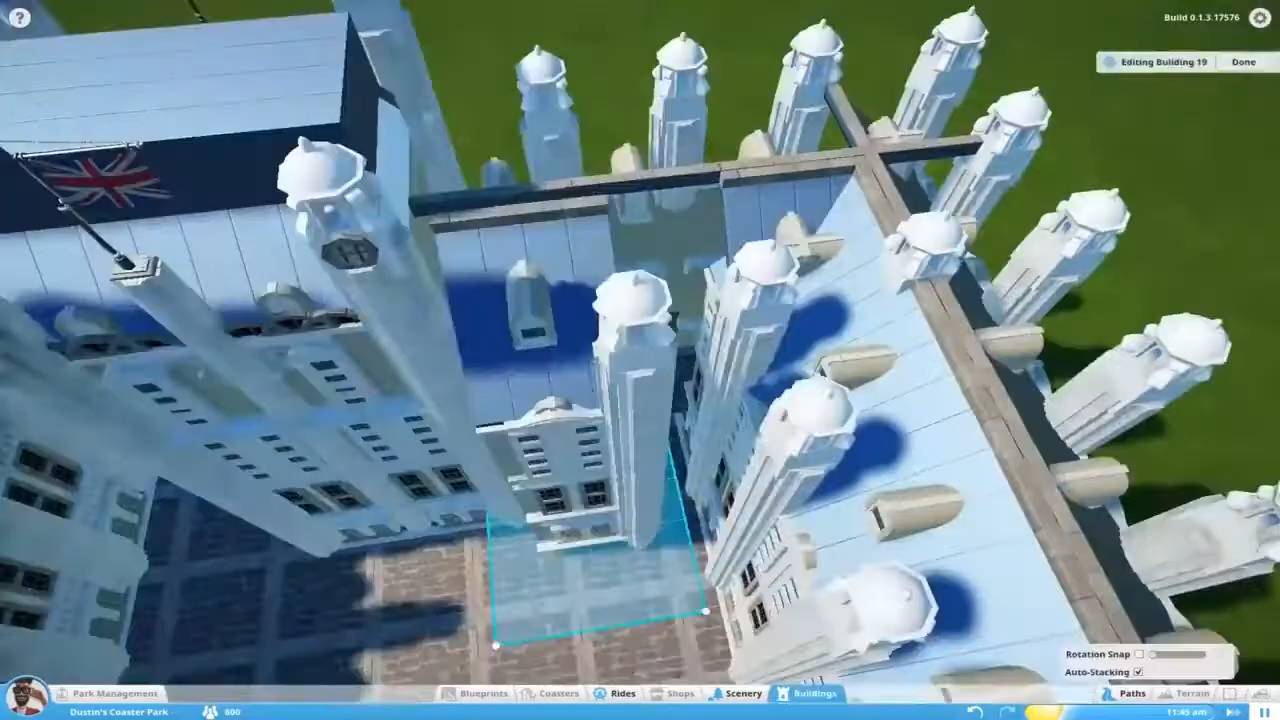 ?
Build 0.1.3.17576
Editing Building 19 Done
Rotation Snap
Auto-Stacking
Park Management Blueprints Coasters Rides Shops Scenery Buildings Paths Terrain
Dustin's Coaster Park 600 11:45 am